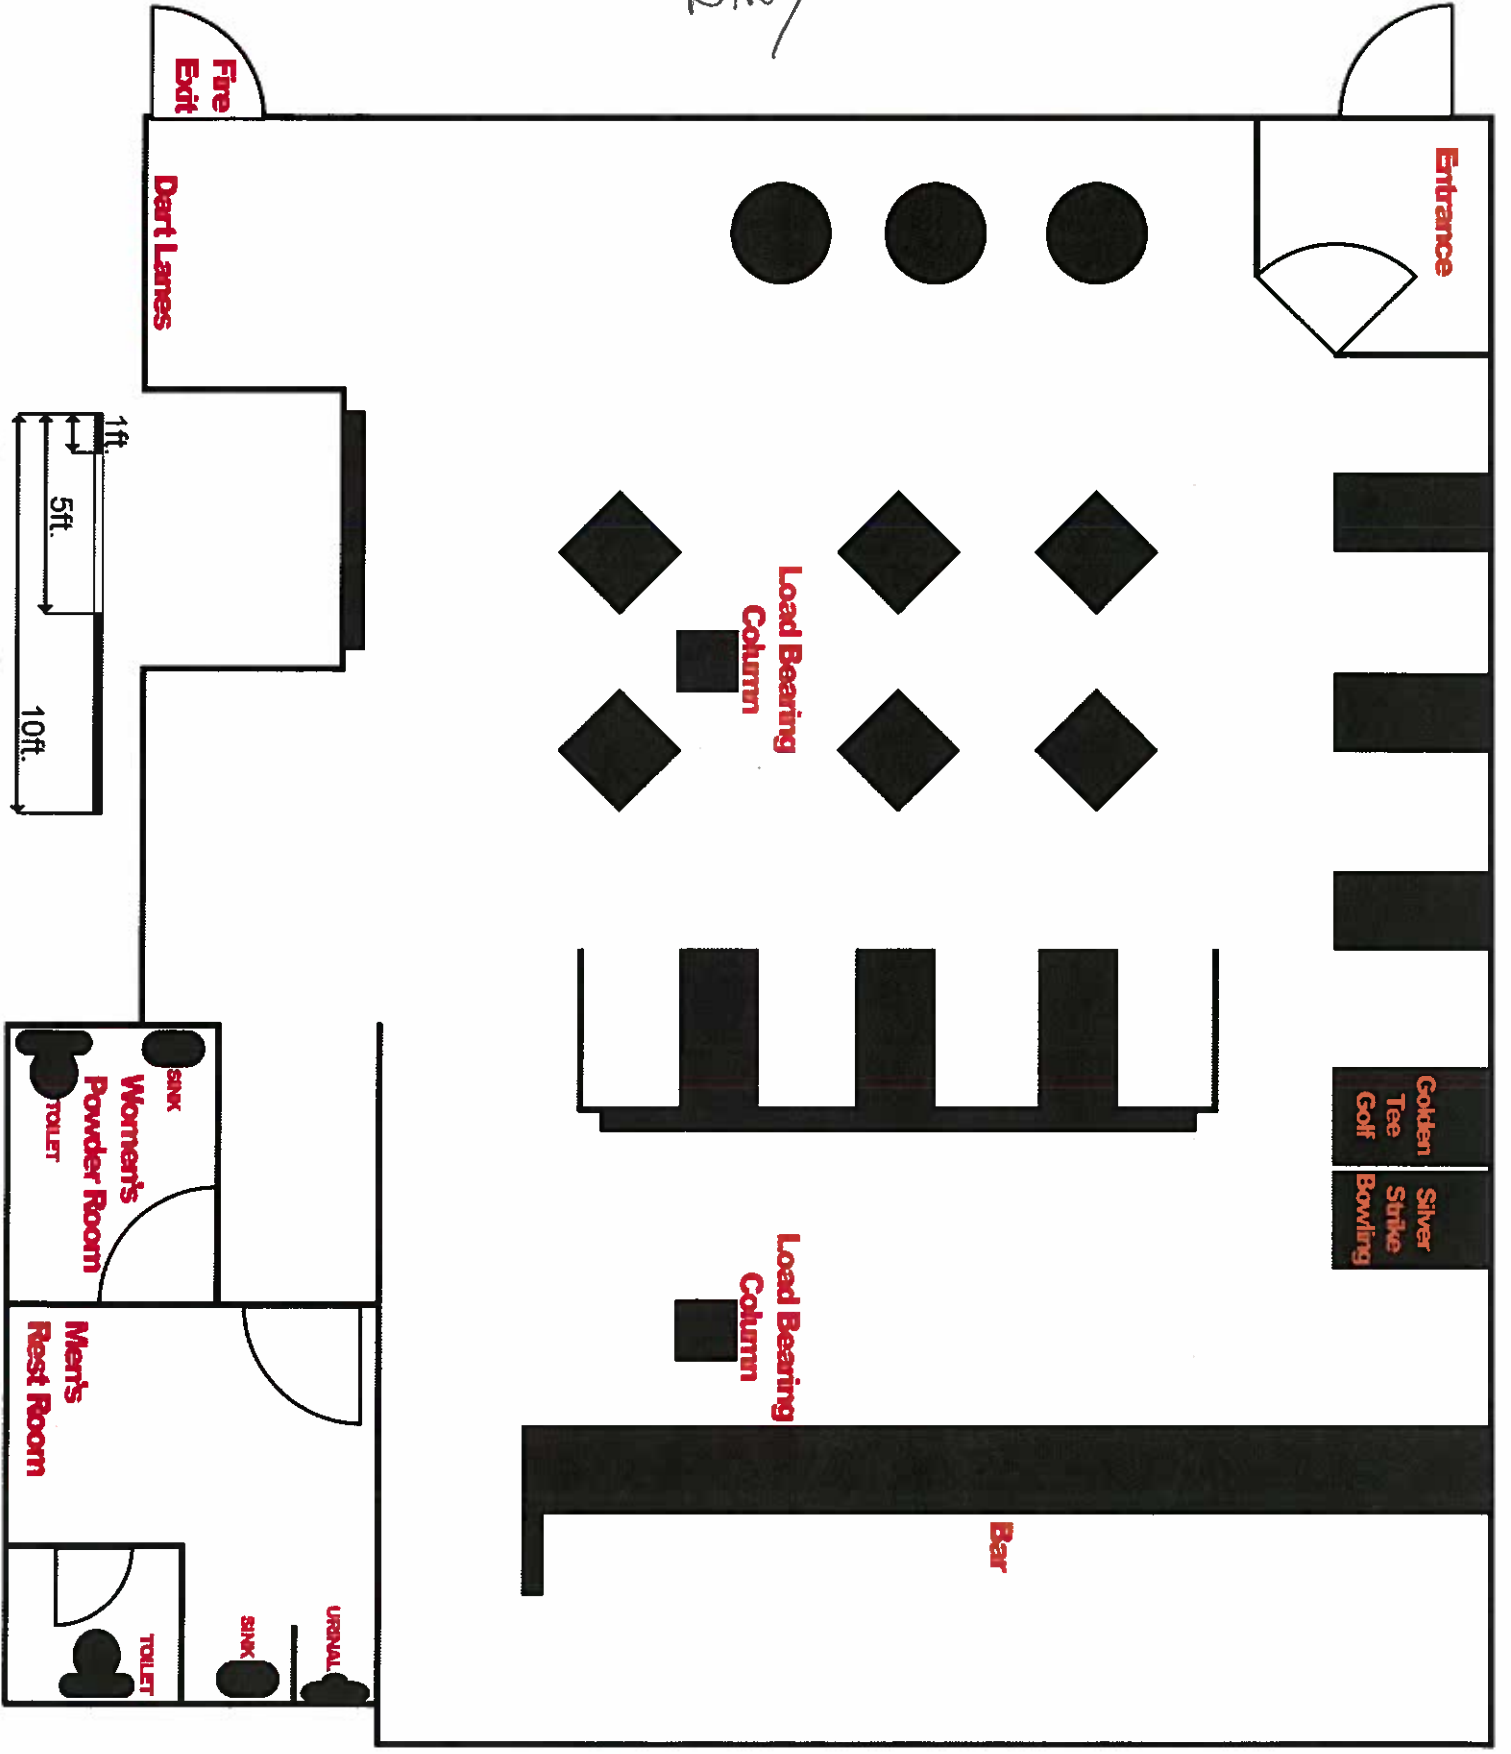 Entrance
Fire
Exit
Dart Lanes
1ft.
5ft.
10ft.
Load Bearing
Column
Golden
Tee
Golf
Silver
Strike
Bowling
Load Bearing
Column
Bar
SINK
TOILET
Women's
Powder Room
Men's
Rest Room
URINAL
SINK
TOILET